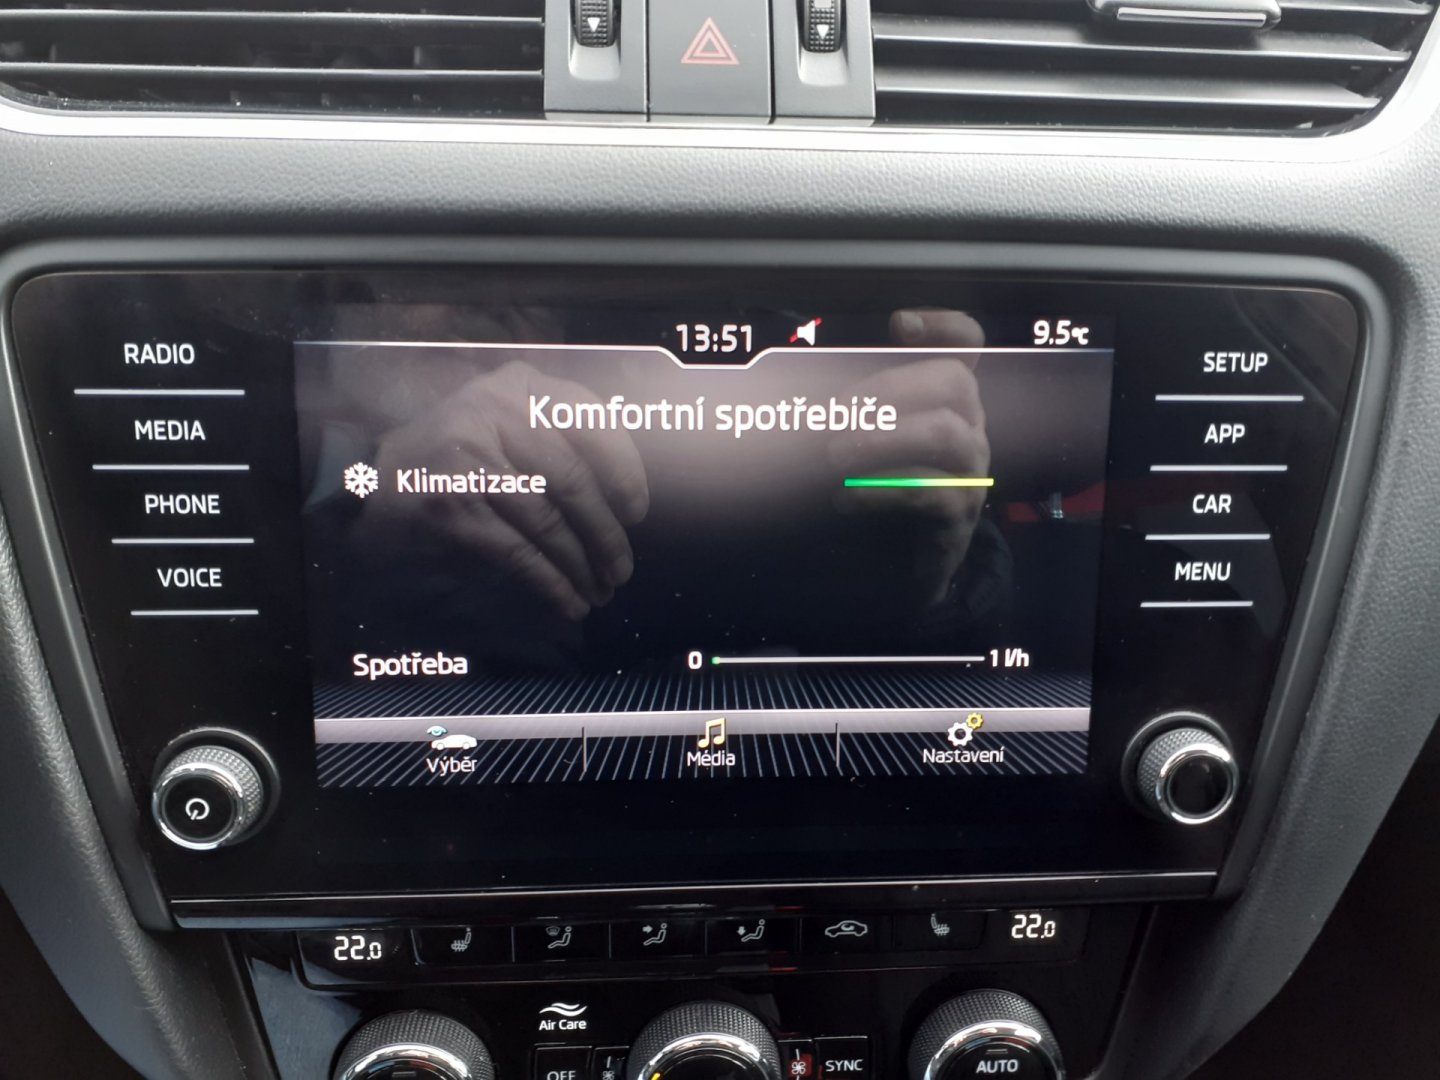 RADIO
MEDIA
PHONE
VOICE
13:51
9.5°C
Komfortní spotřebiče
Klimatizace
Spotřeba
0
1 l/h
Výběr
Média
Nastavení
SETUP
APP
CAR
MENU
22.0
22.0
Air Care
OFF
SYNC
AUTO